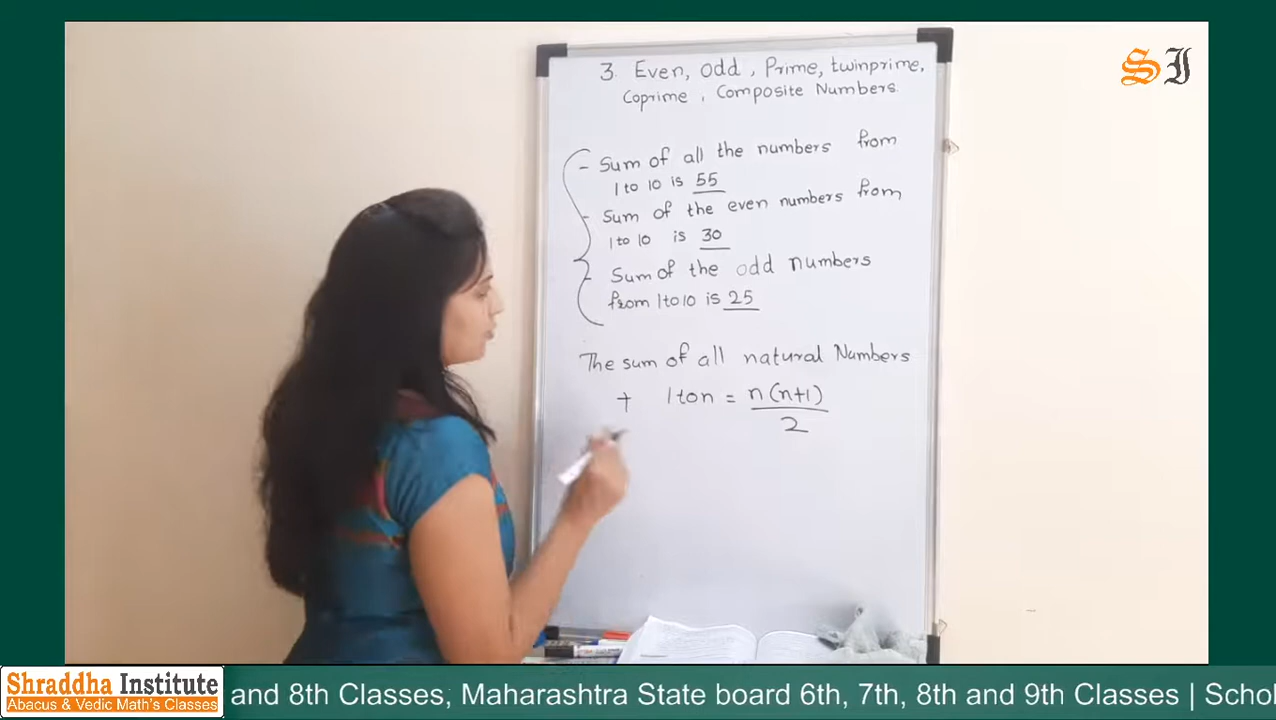 SI
3. Even, odd, Prime, twinprime,
Coprime, Composite Numbers.
- Sum of all the numbers from
1 to 10 is 55
- Sum of the even numbers from
1 to 10 is 30
- Sum of the odd numbers
from 1 to 10 is 25
The sum of all natural Numbers
+ 1 to n = n(n+1)
2
Shraddha Institute
Abacus & Vedic Math's Classes
and 8th Classes, Maharashtra State board 6th, 7th, 8th and 9th Classes | Schol